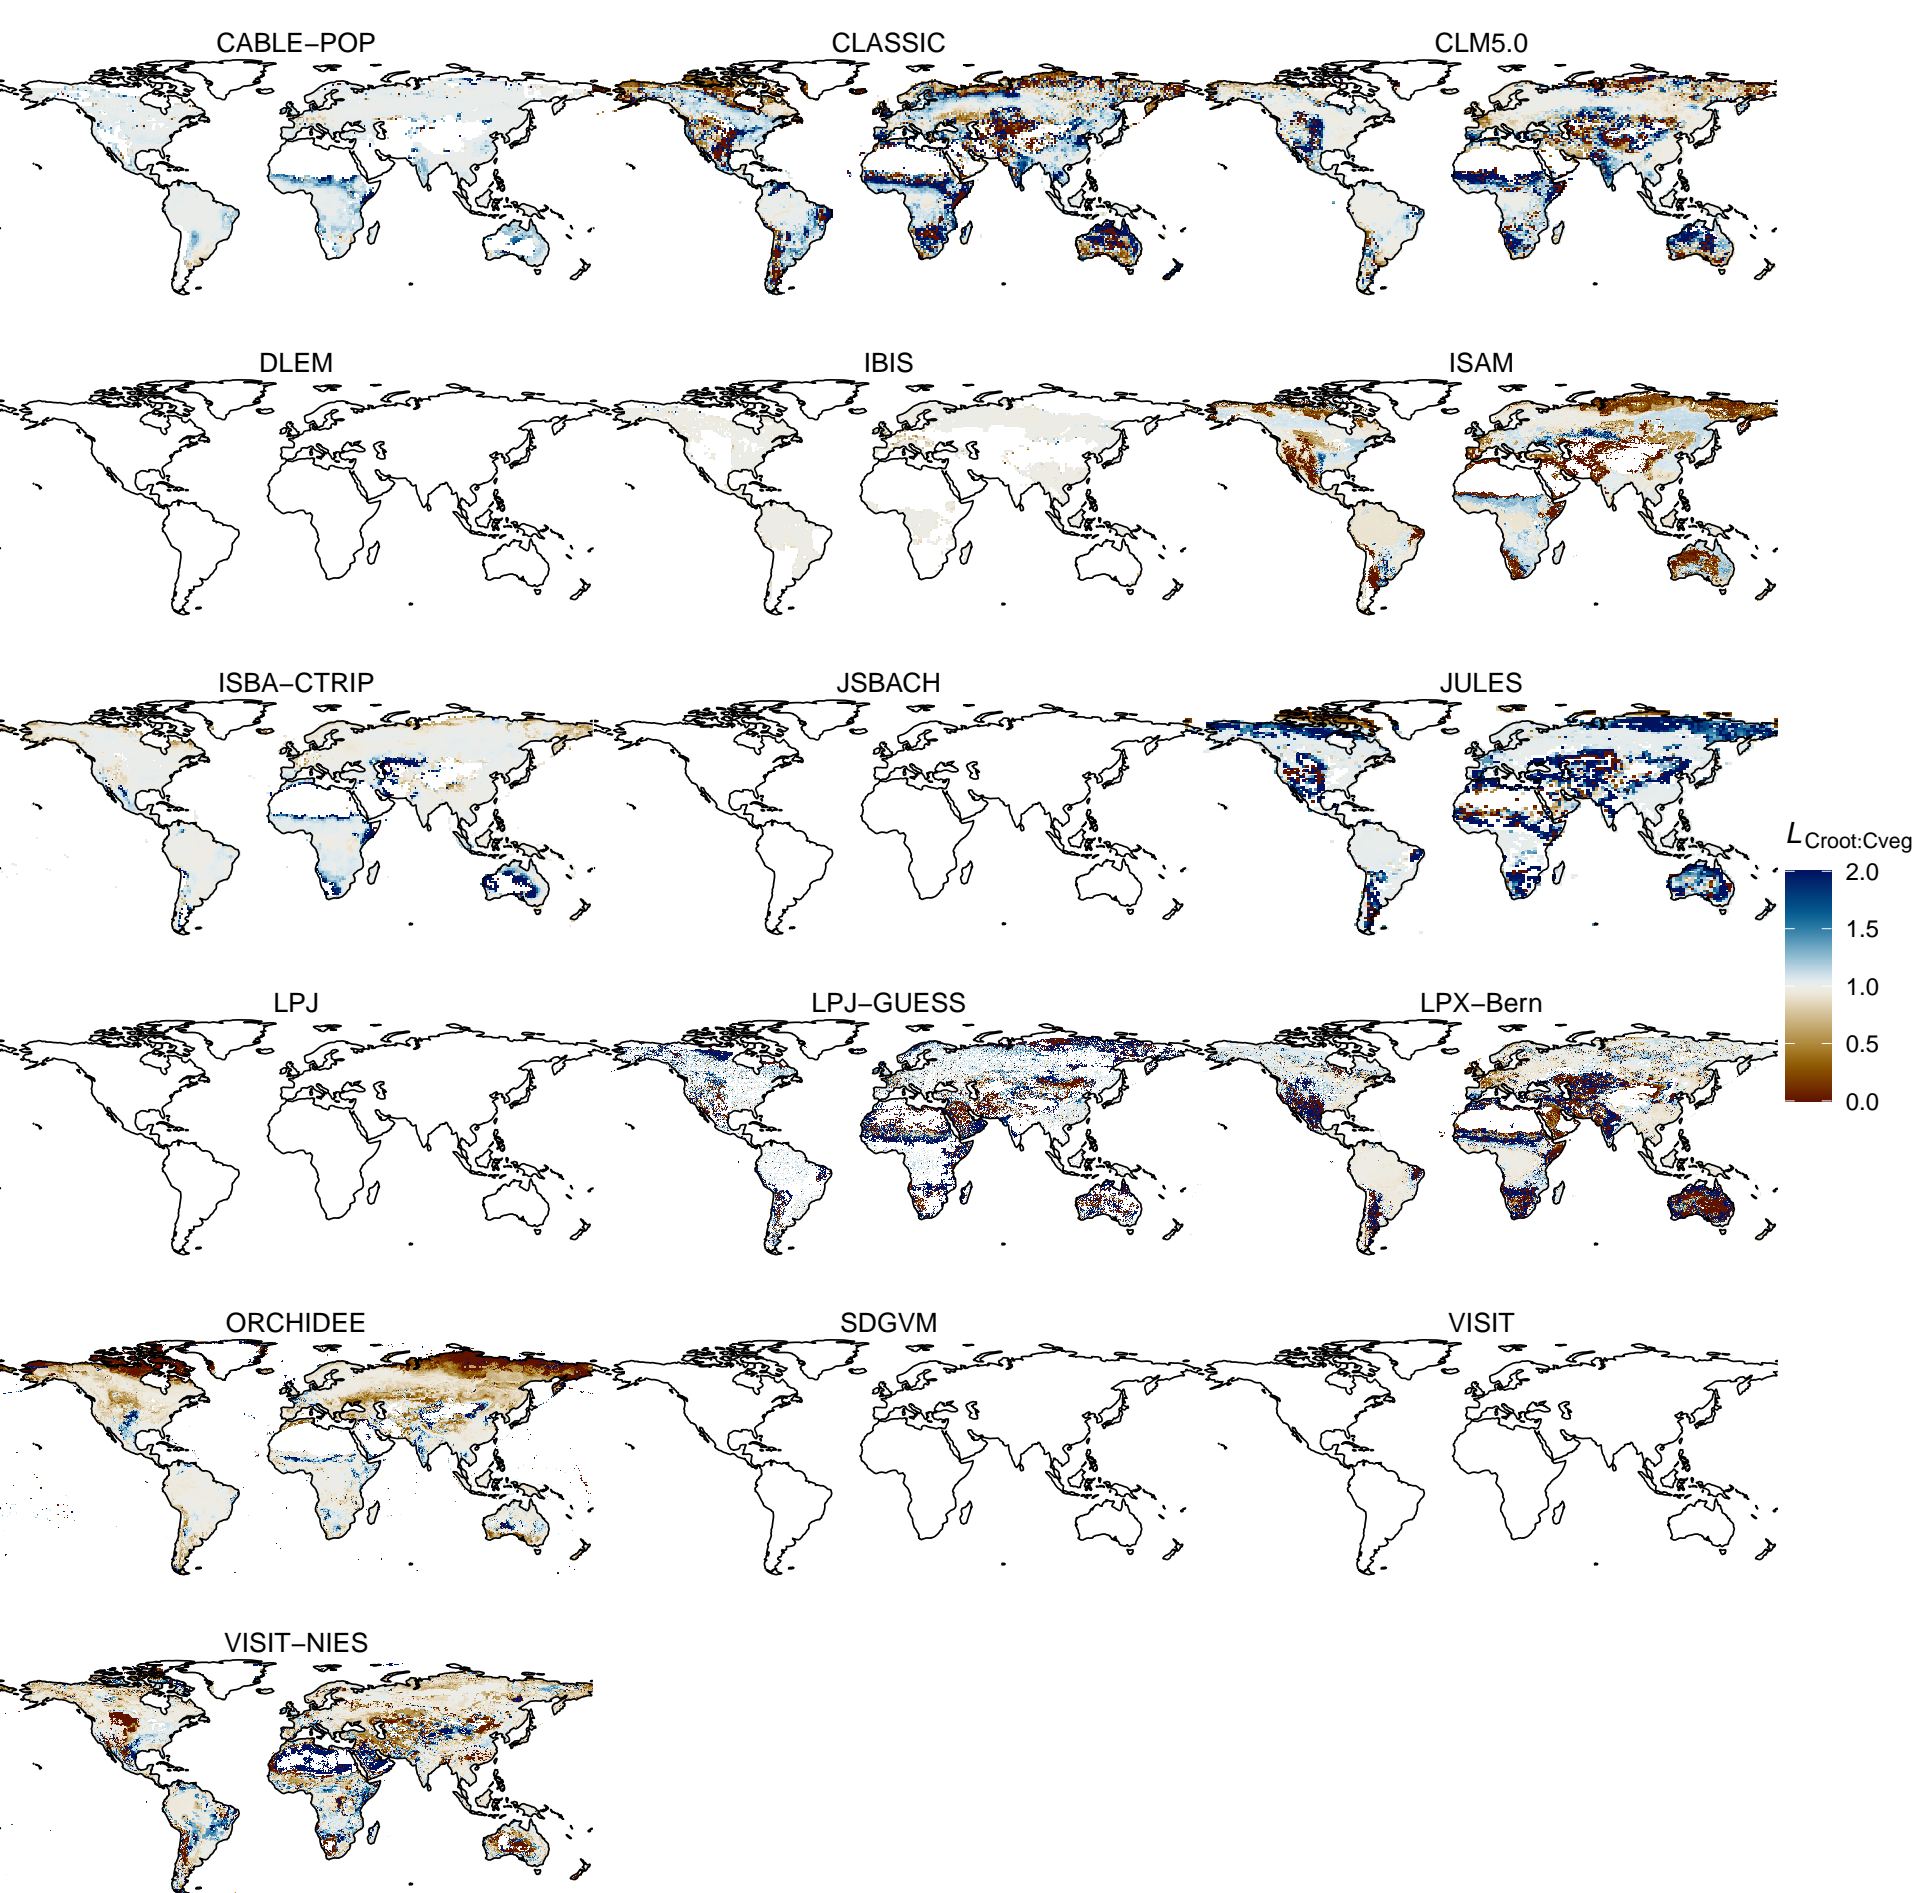 CABLE−POP CLASSIC CLM5.0
DLEM IBIS ISAM
ISBA−CTRIP JSBACH JULES
L Croot:Cveg
2.0
1.5
1.0
0.5
0.0
LPJ LPJ−GUESS LPX−Bern
ORCHIDEE SDGVM VISIT
VISIT−NIES